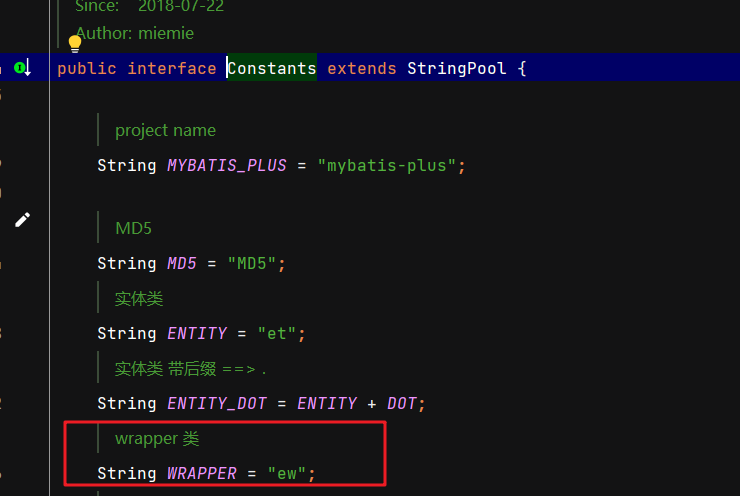 Since: 2018-07-22
Author: miemie
public interface Constants extends StringPool {
project name
String MYBATIS_PLUS = "mybatis-plus";
MD5
String MD5 = "MD5";
实体类
String ENTITY = "et";
实体类 带后缀 ==> .
String ENTITY_DOT = ENTITY + DOT;
wrapper 类
String WRAPPER = "ew";